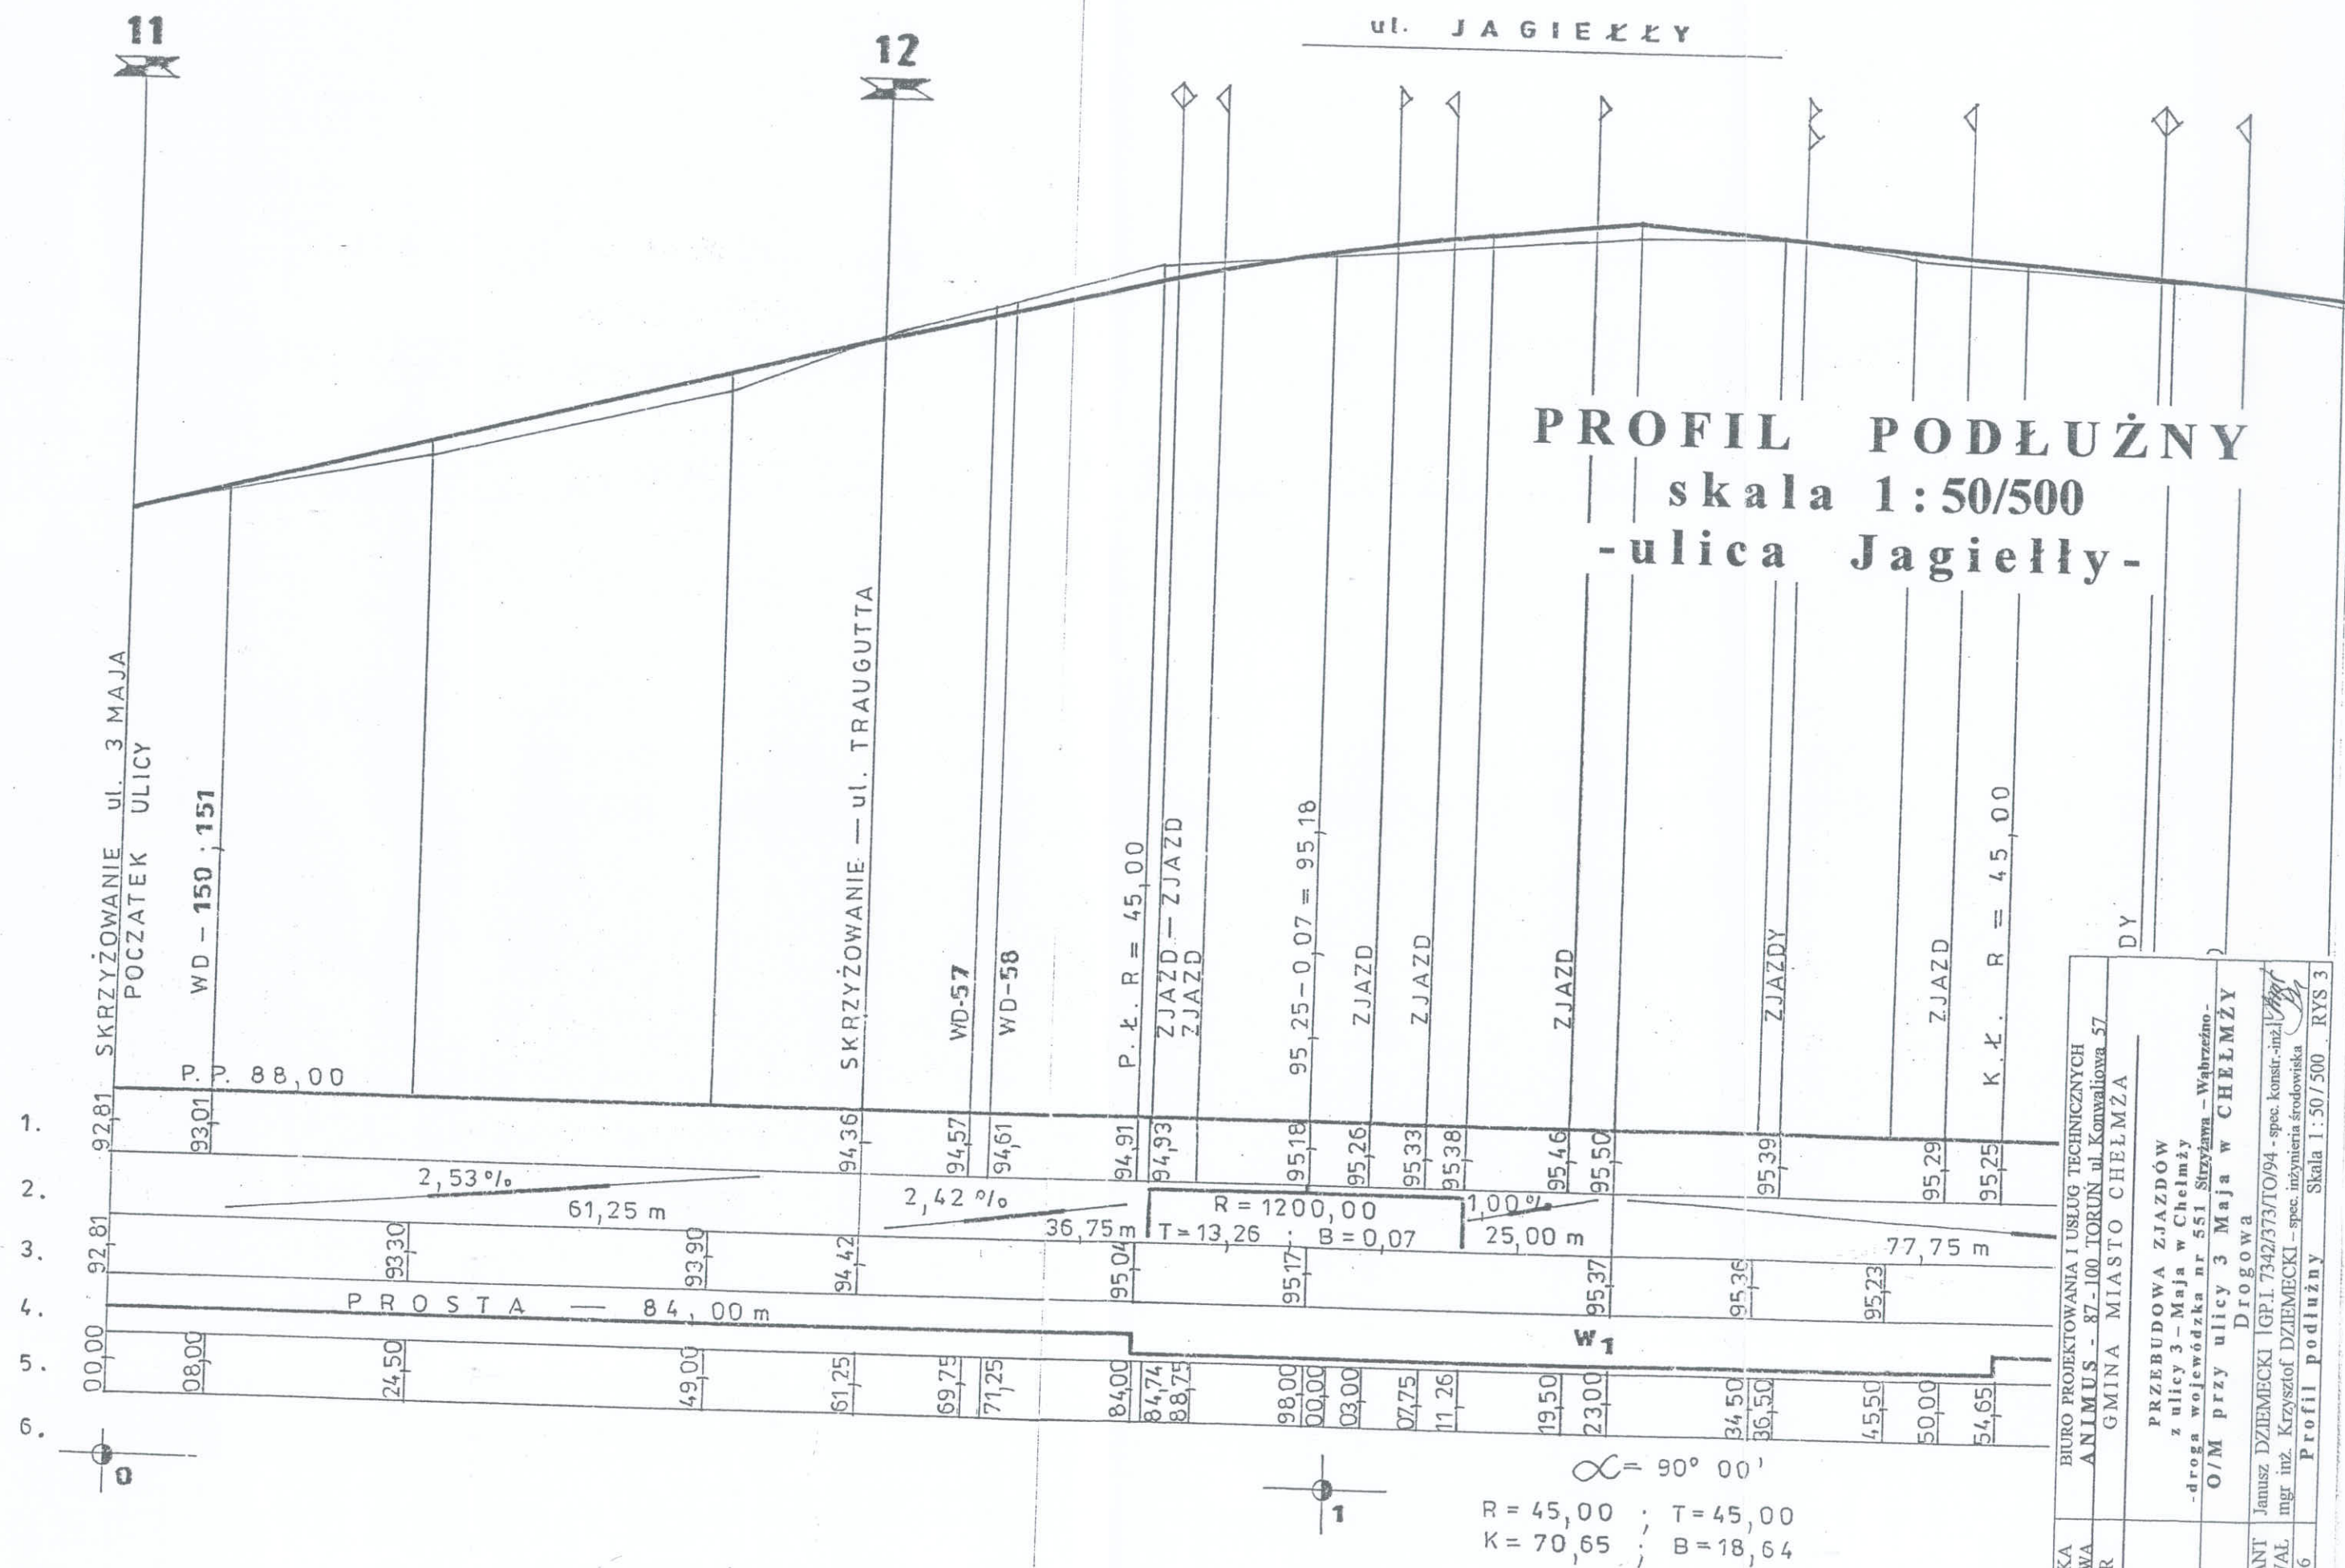 11
12
ul. JAGIEŁŁY
PROFIL PODŁUŻNY
skala 1:50/500
-ulica Jagiełły-
SKRZYŻOWANIE ul. 3 MAJA
POCZATEK ULICY
WD - 150 ; 151
SKRZYŻOWANIE — ul. TRAUGUTTA
WD-57
WD-58
P. Ł. R = 45,00
ZJAZD — ZJAZD
ZJAZD
95,25-0,07 = 95,18
ZJAZD
ZJAZD
ZJAZD
ZJAZDY
ZJAZD
K.Ł. R = 45,00
DY
P. P. 88,00
1. 92,81 93,01 94,36 94,57 94,61 94,91 94,93 95,18 95,26 95,33 95,38 95,46 95,50 95,39 95,29 95,25
2. 2,53% 61,25 m 2,42% 36,75 m R = 1200,00 T = 13,26 B = 0,07 1,00% 25,00 m 77,75 m
3. 92,81 93,30 93,90 94,42 95,04 95,17 95,37 95,36 95,23
4. PROSTA — 84,00 m W1
5. 00,00 08,00 24,50 49,00 61,25 69,75 71,25 84,00 84,74 88,75 98,00 00,00 03,00 07,75 11,26 19,50 23,00 34,50 36,50 45,50 50,00 54,65
6.
0
1
∝ = 90° 00'
R = 45,00 ; T = 45,00
K = 70,65 ; B = 18,64
BIURO PROJEKTOWANIA I USŁUG TECHNICZNYCH
ANIMUS - 87 - 100 TORUŃ ul. Konwaliowa 57
GMINA MIASTO CHEŁMŻA
PRZEBUDOWA ZJAZDÓW
z ulicy 3 - Maja w Chełmży
-droga wojewódzka nr 551 Strzyżawa - Wąbrzeźno-
O/M przy ulicy 3 Maja w CHEŁMŻY
Drogowa
Janusz DZIEMECKI GP.I. 7342/373/TO/94 - spec. konstr.-inż.
mgr inż. Krzysztof DZIEMECKI - spec. inżynieria środowiska
Profil podłużny Skala 1 : 50 / 500 RYS 3